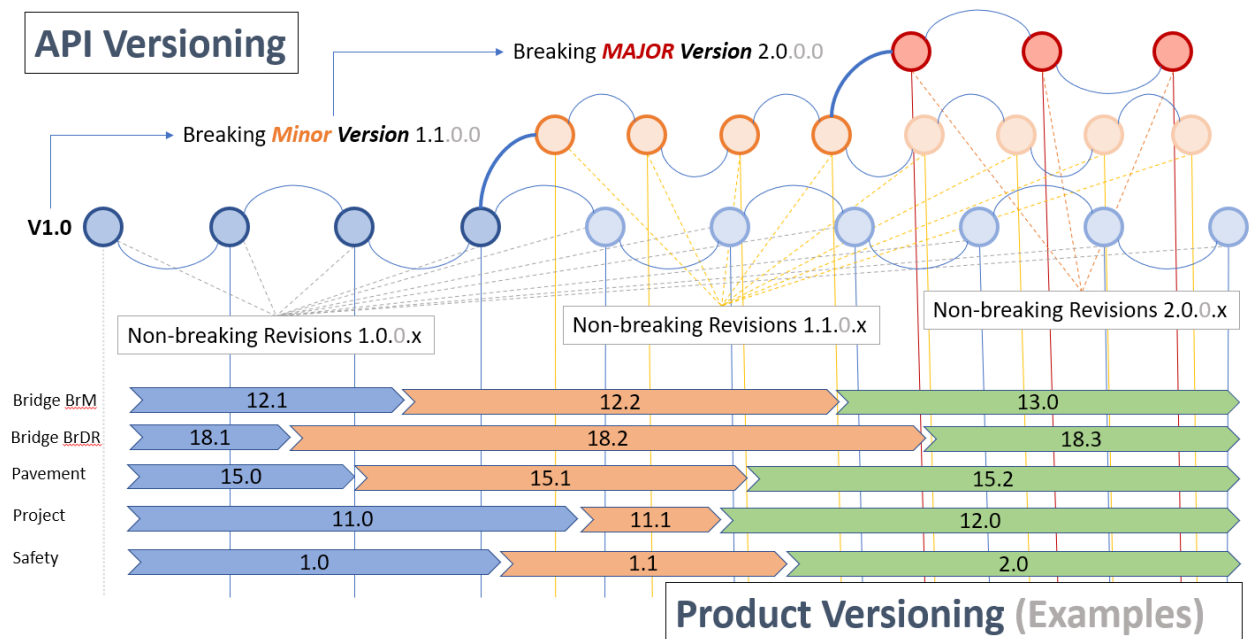 API Versioning
Breaking MAJOR Version 2.0.0.0
Breaking Minor Version 1.1.0.0
V1.0
Non-breaking Revisions 1.0.0.x
Non-breaking Revisions 1.1.0.x
Non-breaking Revisions 2.0.0.x
Bridge BrM 12.1 12.2 13.0
Bridge BrDR 18.1 18.2 18.3
Pavement 15.0 15.1 15.2
Project 11.0 11.1 12.0
Safety 1.0 1.1 2.0
Product Versioning (Examples)